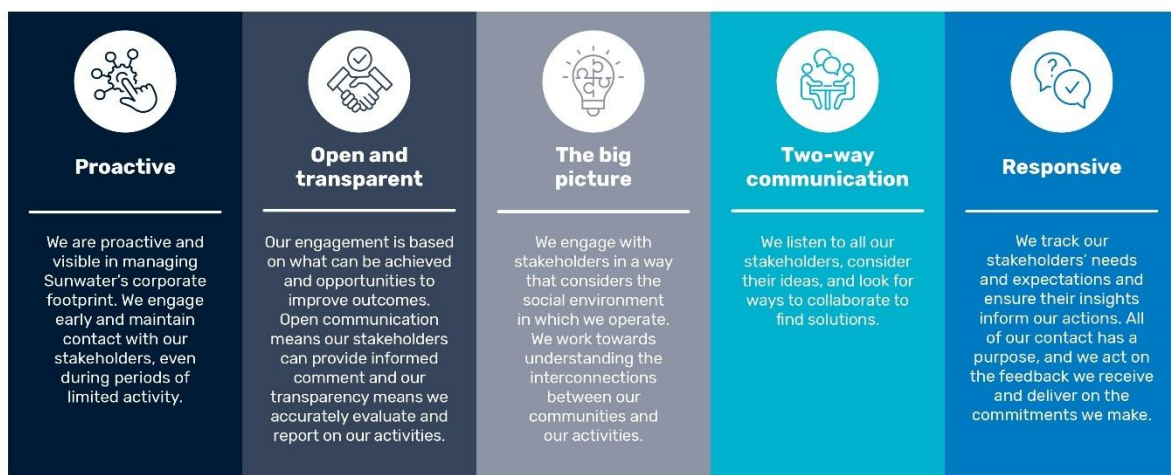 Proactive
We are proactive and
visible in managing
Sunwater's corporate
footprint. We engage
early and maintain
contact with our
stakeholders, even
during periods of
limited activity.
Open and
transparent
Our engagement is based
on what can be achieved
and opportunities to
improve outcomes.
Open communication
means our stakeholders
can provide informed
comment and our
transparency means we
accurately evaluate and
report on our activities.
The big
picture
We engage with
stakeholders in a way
that considers the
social environment
in which we operate.
We work towards
understanding the
interconnections
between our
communities and
our activities.
Two-way
communication
We listen to all our
stakeholders, consider
their ideas, and look for
ways to collaborate to
find solutions.
Responsive
We track our
stakeholders' needs
and expectations and
ensure their insights
inform our actions. All
of our contact has a
purpose, and we act on
the feedback we receive
and deliver on the
commitments we make.